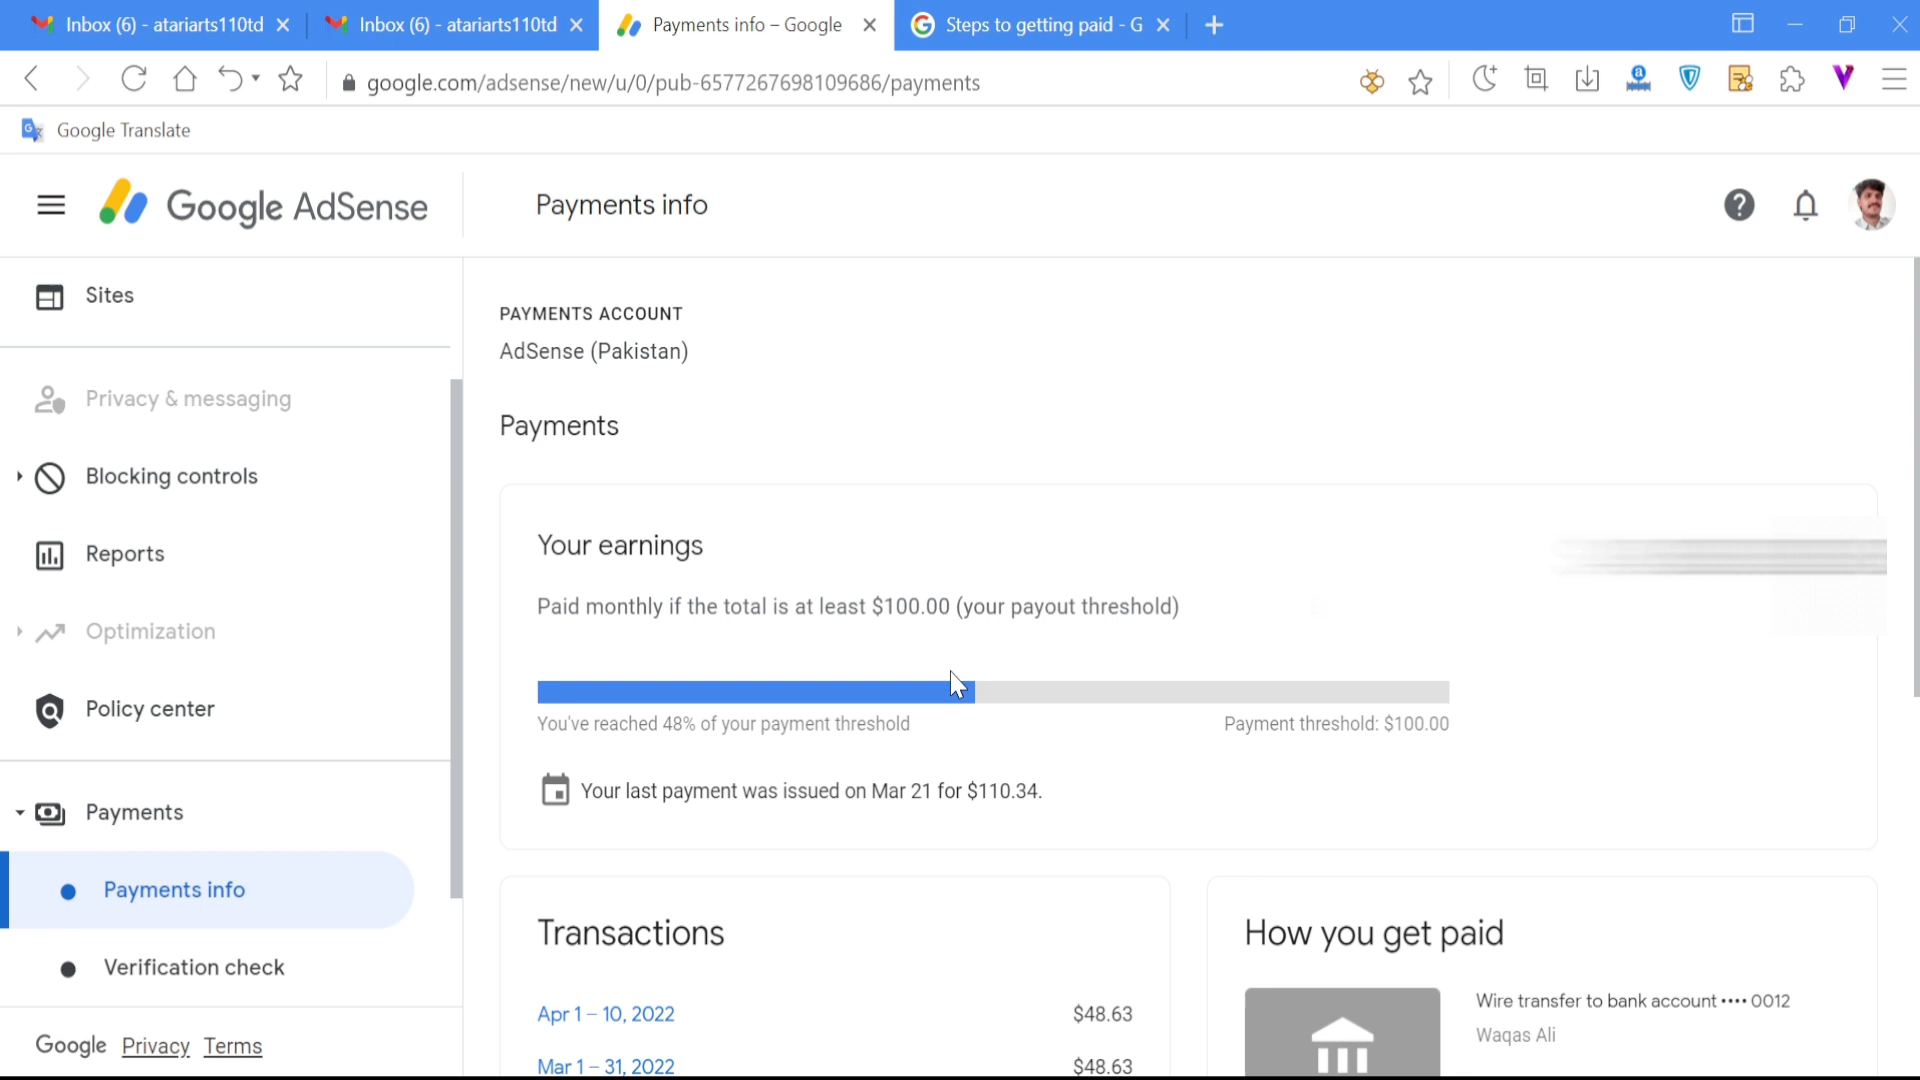 Inbox (6) - atariarts110td
Inbox (6) - atariarts110td
Payments info – Google
Steps to getting paid - G
google.com/adsense/new/u/0/pub-6577267698109686/payments
Google Translate
Google AdSense
Payments info
Sites
Privacy & messaging
Blocking controls
Reports
Optimization
Policy center
Payments
Payments info
Verification check
Google Privacy Terms
PAYMENTS ACCOUNT
AdSense (Pakistan)
Payments
Your earnings
Paid monthly if the total is at least $100.00 (your payout threshold)
You've reached 48% of your payment threshold
Payment threshold: $100.00
Your last payment was issued on Mar 21 for $110.34.
Transactions
Apr 1 – 10, 2022 $48.63
Mar 1 – 31, 2022 $48.63
How you get paid
Wire transfer to bank account •••• 0012
Waqas Ali